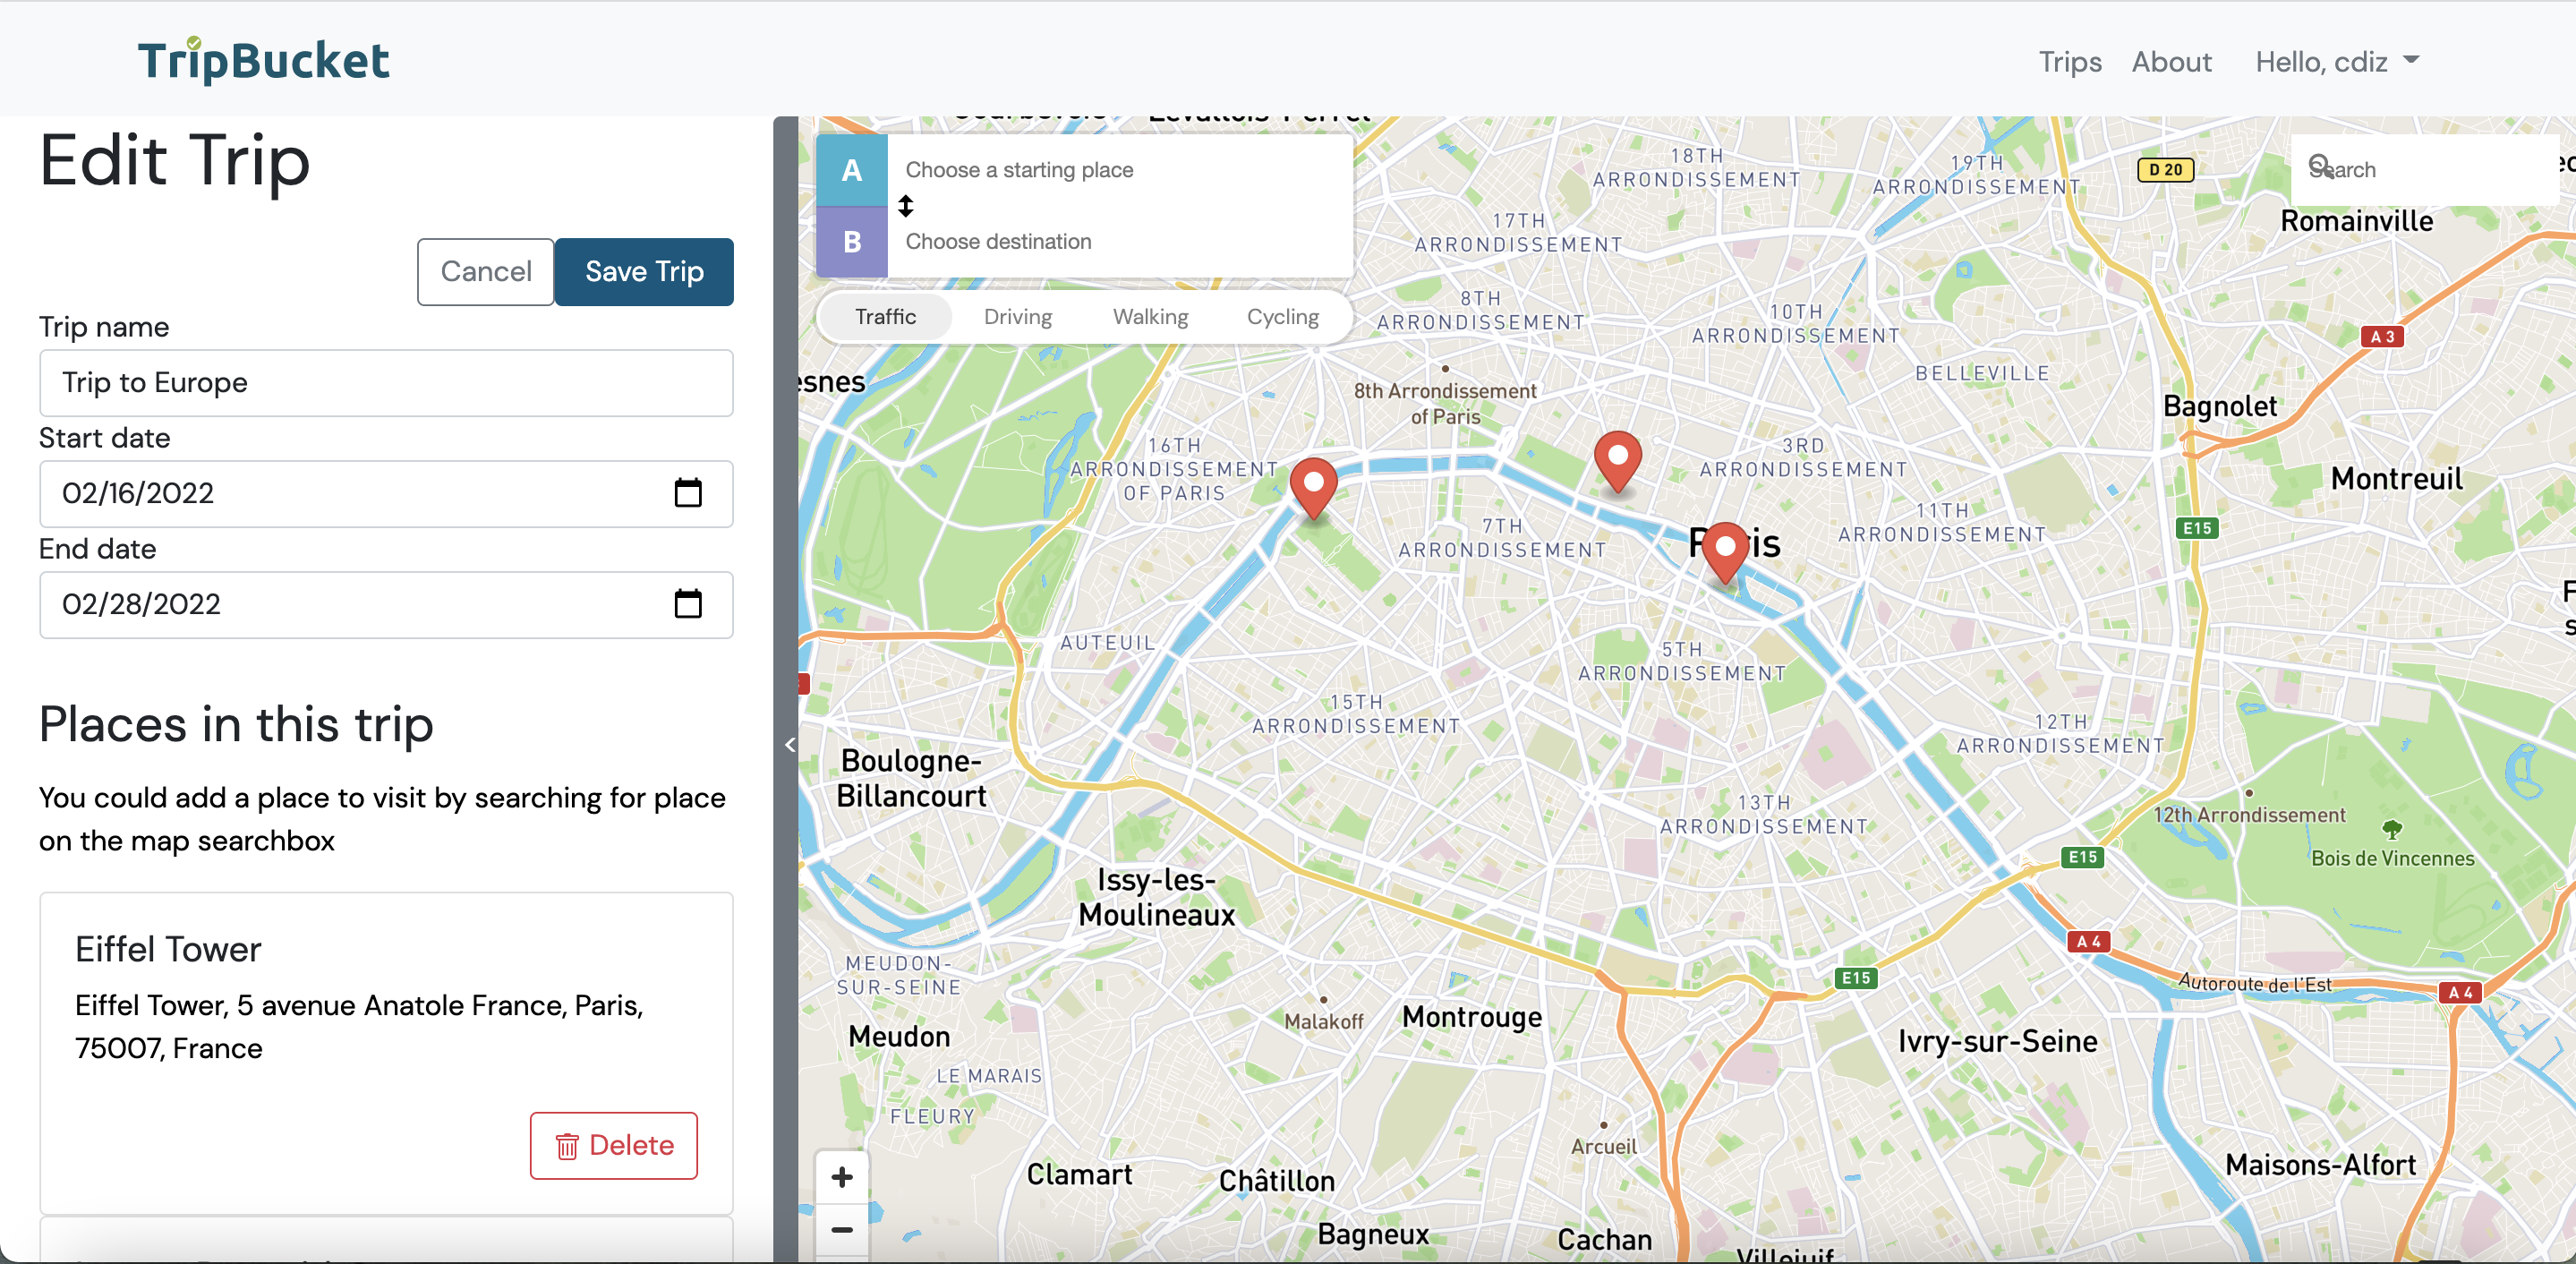 TripBucket
Trips
About
Hello, cdiz
Edit Trip
Cancel
Save Trip
Trip name
Trip to Europe
Start date
02/16/2022
End date
02/28/2022
Places in this trip
You could add a place to visit by searching for place
on the map searchbox
Eiffel Tower
Eiffel Tower, 5 avenue Anatole France, Paris,
75007, France
Delete
A
Choose a starting place
B
Choose destination
Traffic
Driving
Walking
Cycling
Search
18TH
ARRONDISSEMENT
19TH
ARRONDISSEMENT
D 20
Romainville
17TH
ARRONDISSEMENT
8TH
ARRONDISSEMENT
10TH
ARRONDISSEMENT
A 3
esnes
8th Arrondissement
of Paris
BELLEVILLE
Bagnolet
16TH
ARRONDISSEMENT
OF PARIS
3RD
ARRONDISSEMENT
Montreuil
7TH
ARRONDISSEMENT
Paris
11TH
ARRONDISSEMENT
E15
AUTEUIL
5TH
ARRONDISSEMENT
15TH
ARRONDISSEMENT
12TH
ARRONDISSEMENT
Boulogne-
Billancourt
13TH
ARRONDISSEMENT
12th Arrondissement
Bois de Vincennes
E15
Issy-les-
Moulineaux
A 4
MEUDON-
SUR-SEINE
E15
Autoroute de l'Est
A 4
Malakoff
Montrouge
Meudon
Ivry-sur-Seine
LE MARAIS
FLEURY
Arcueil
Clamart
Châtillon
Maisons-Alfort
Bagneux
Cachan
Villejuif